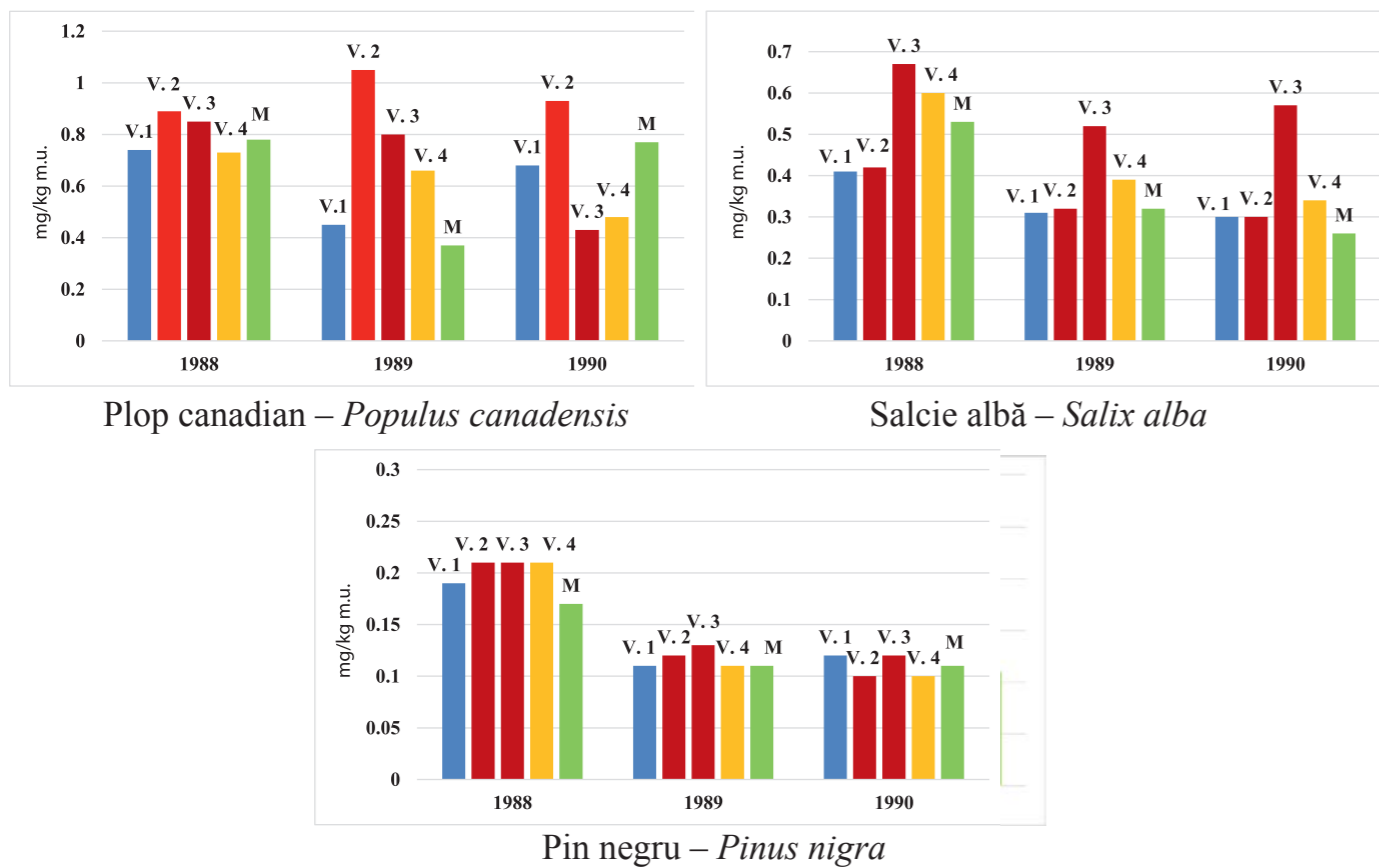 1.2
1
0.8
0.6
0.4
0.2
0
mg/kg m.u.
V.1 V. 2 V. 3 V. 4 M
V.1 V. 2 V. 3 V. 4 M
V.1 V. 2 V. 3 V. 4 M
1988 1989 1990
Plop canadian – Populus canadensis
0.7
0.6
0.5
0.4
0.3
0.2
0.1
0
mg/kg m.u.
V. 1 V. 2 V. 3 V. 4 M
V. 1 V. 2 V. 3 V. 4 M
V. 1 V. 2 V. 3 V. 4 M
1988 1989 1990
Salcie albă – Salix alba
0.3
0.25
0.2
0.15
0.1
0.05
0
mg/kg m.u.
V. 1 V. 2 V. 3 V. 4 M
V. 1 V. 2 V. 3 V. 4 M
V. 1 V. 2 V. 3 V. 4 M
1988 1989 1990
Pin negru – Pinus nigra